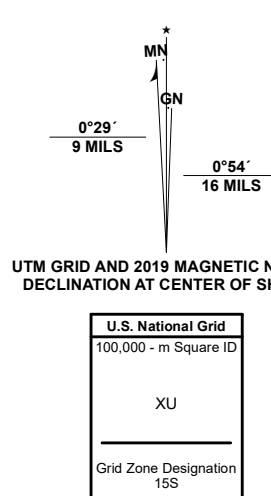 ★
MN
GN
0°29´
9 MILS
0°54´
16 MILS
UTM GRID AND 2019 MAGNETIC N
DECLINATION AT CENTER OF SH
U.S. National Grid
100,000 - m Square ID
XU
Grid Zone Designation
15S